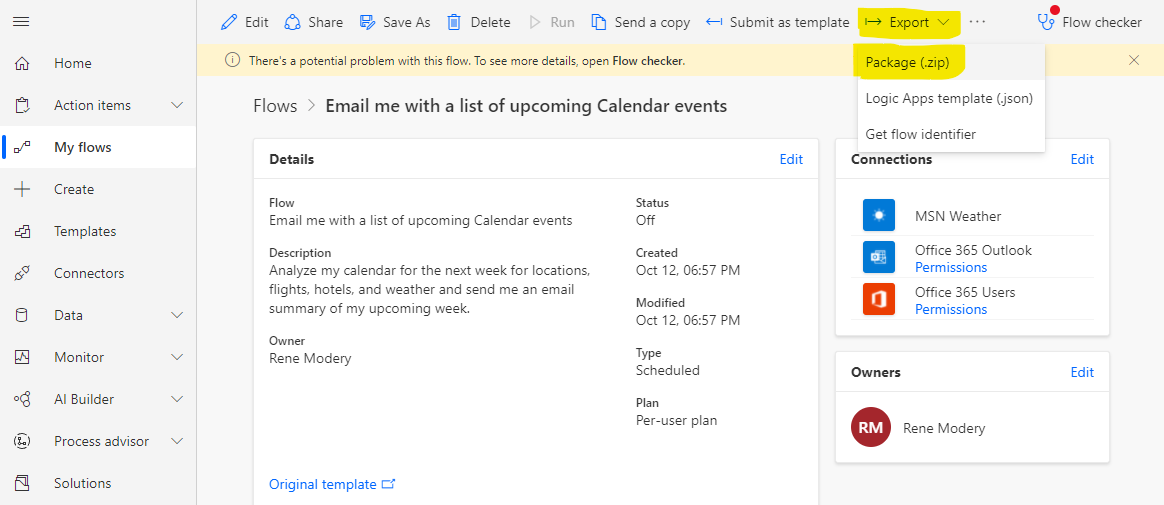 Edit Share Save As Delete Run Send a copy Submit as template Export ··· Flow checker
There's a potential problem with this flow. To see more details, open Flow checker.
Package (.zip)
Logic Apps template (.json)
Get flow identifier
Home
Action items
My flows
Create
Templates
Connectors
Data
Monitor
AI Builder
Process advisor
Solutions
Flows > Email me with a list of upcoming Calendar events
Details Edit
Flow
Email me with a list of upcoming Calendar events
Description
Analyze my calendar for the next week for locations,
flights, hotels, and weather and send me an email
summary of my upcoming week.
Owner
Rene Modery
Status
Off
Created
Oct 12, 06:57 PM
Modified
Oct 12, 06:57 PM
Type
Scheduled
Plan
Per-user plan
Original template
Connections Edit
MSN Weather
Office 365 Outlook
Permissions
Office 365 Users
Permissions
Owners Edit
RM Rene Modery